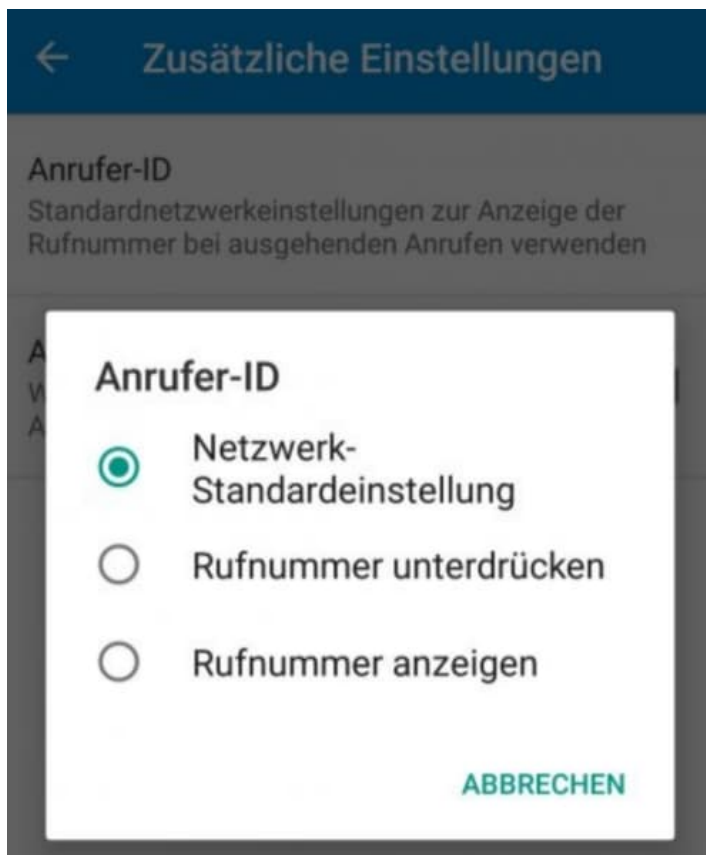 Zusätzliche Einstellungen
Anrufer-ID
Standardnetzwerkeinstellungen zur Anzeige der
Rufnummer bei ausgehenden Anrufen verwenden
Anrufer-ID
Netzwerk-
Standardeinstellung
Rufnummer unterdrücken
Rufnummer anzeigen
ABBRECHEN